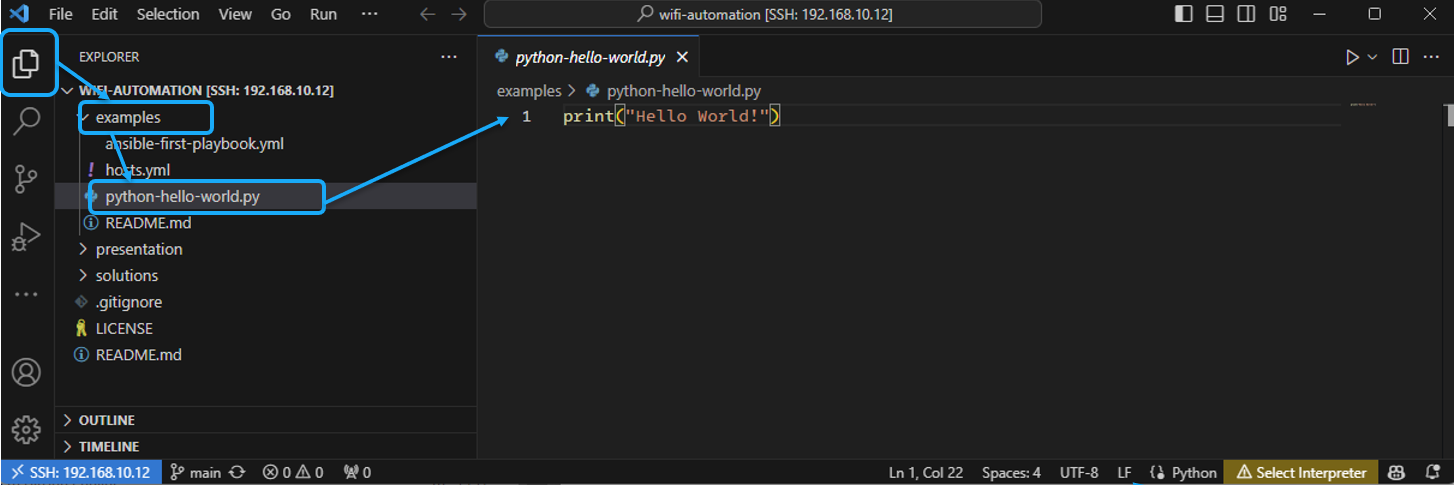 File Edit Selection View Go Run ··· wifi-automation [SSH: 192.168.10.12]
EXPLORER ···
WIFI-AUTOMATION [SSH: 192.168.10.12]
examples
ansible-first-playbook.yml
! hosts.yml
python-hello-world.py
README.md
presentation
solutions
.gitignore
LICENSE
README.md
OUTLINE
TIMELINE
python-hello-world.py
examples > python-hello-world.py
1 print("Hello World!")
SSH: 192.168.10.12 main 0 0 0 Ln 1, Col 22 Spaces: 4 UTF-8 LF Python Select Interpreter